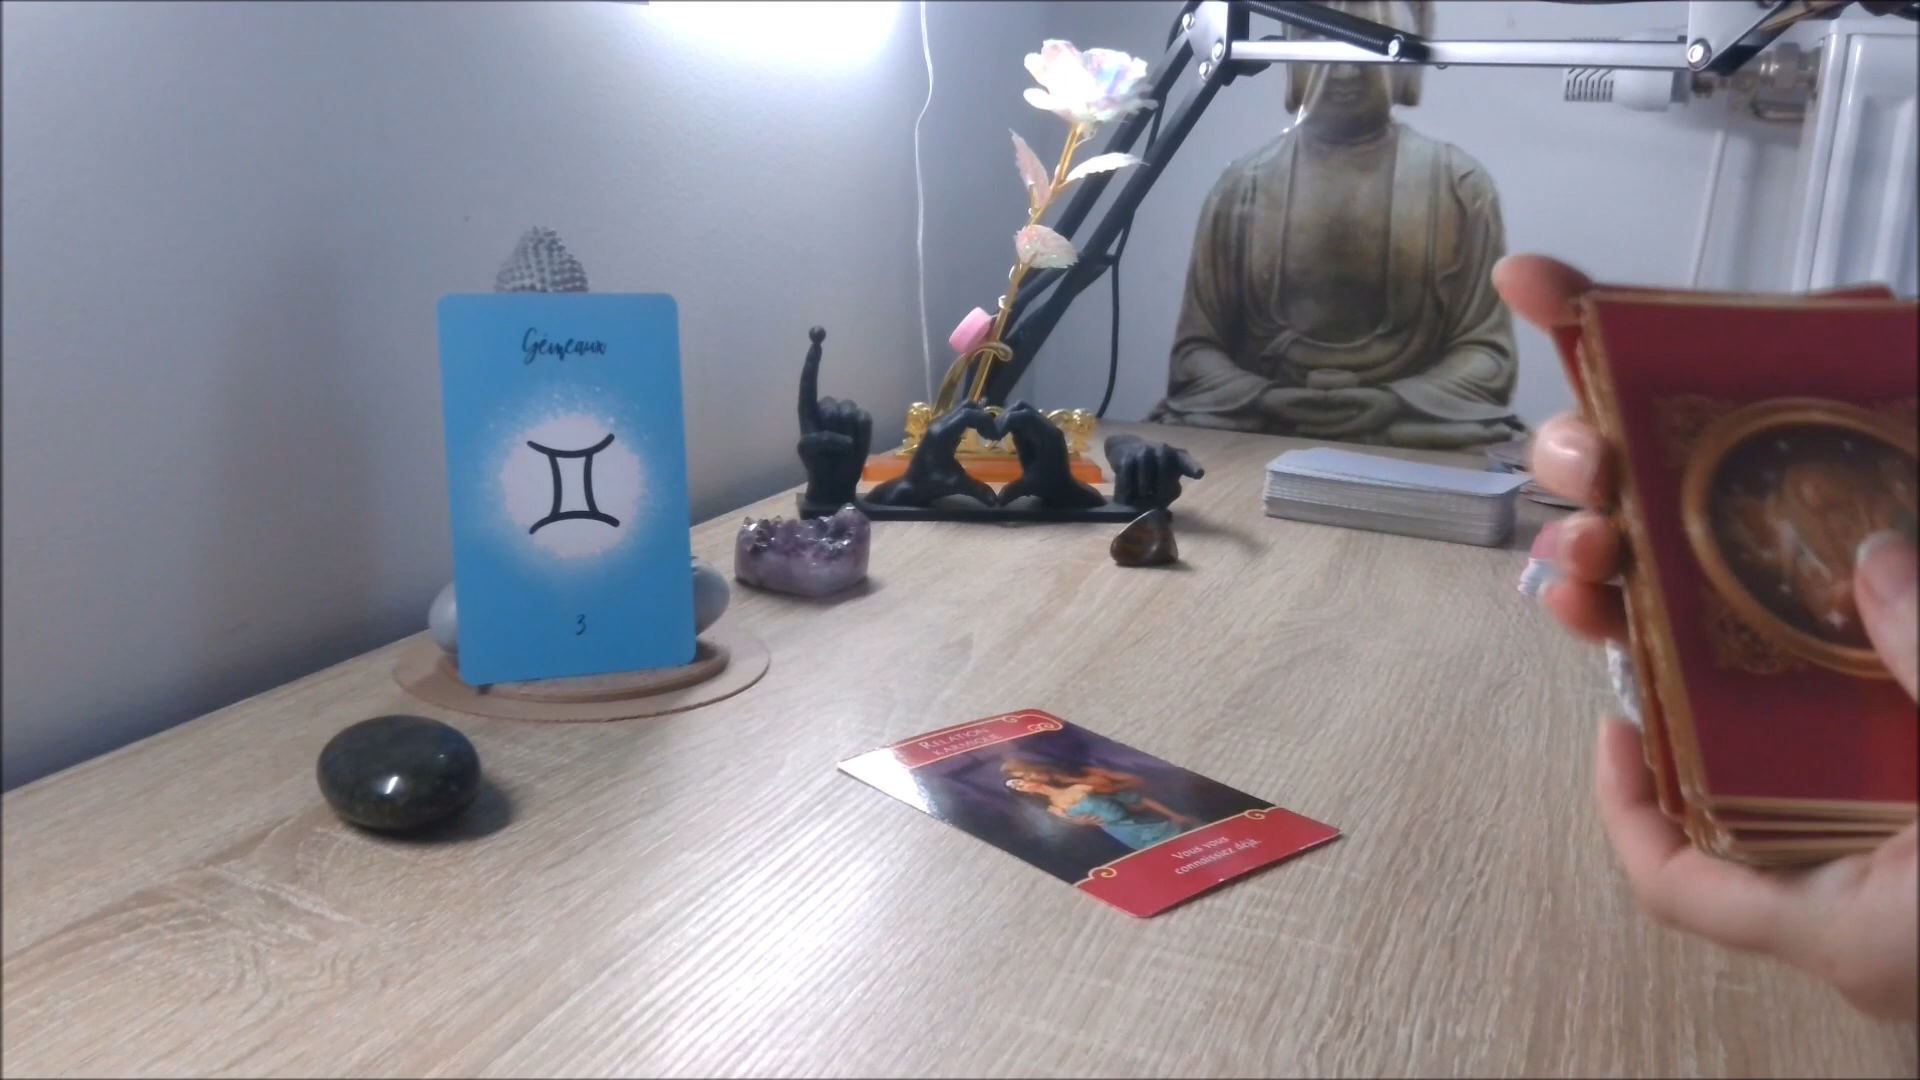 Gémeaux
3
RELATION
KARMIQUE
Vous vous
connaissiez déjà.